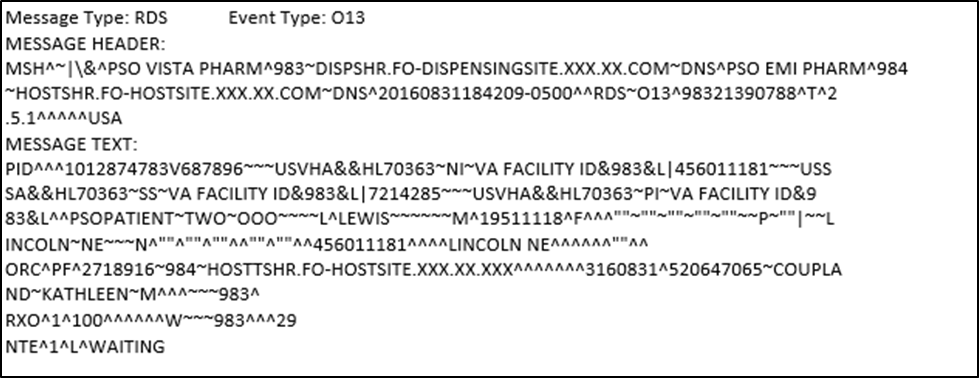 Message Type: RDS Event Type: O13
MESSAGE HEADER:
MSH^~|\&^PSO VISTA PHARM^983~DISPSHR.FO-DISPENSINGSITE.XXX.XX.COM~DNS^PSO EMI PHARM^984
~HOSTSHR.FO-HOSTSITE.XXX.XX.COM~DNS^20160831184209-0500^^RDS~O13^98321390788^T^2
.5.1^^^^^USA
MESSAGE TEXT:
PID^^^1012874783V687896~~~USVHA&&HL70363~NI~VA FACILITY ID&983&L|456011181~~~USS
SA&&HL70363~SS~VA FACILITY ID&983&L|7214285~~~USVHA&&HL70363~PI~VA FACILITY ID&9
83&L^^PSOPATIENT~TWO~OOO~~~~L^LEWIS~~~~~~M^19511118^F^^^""~""~""~""~""~~P~""|~~L
INCOLN~NE~~~N^""^""^""^^""^""^^456011181^^^^LINCOLN NE^^^^^^""^^
ORC^PF^2718916~984~HOSTTSHR.FO-HOSTSITE.XXX.XX.XXX^^^^^^^3160831^520647065~COUPLA
ND~KATHLEEN~M^^^~~~983^
RXO^1^100^^^^^^W~~~983^^^29
NTE^1^L^WAITING